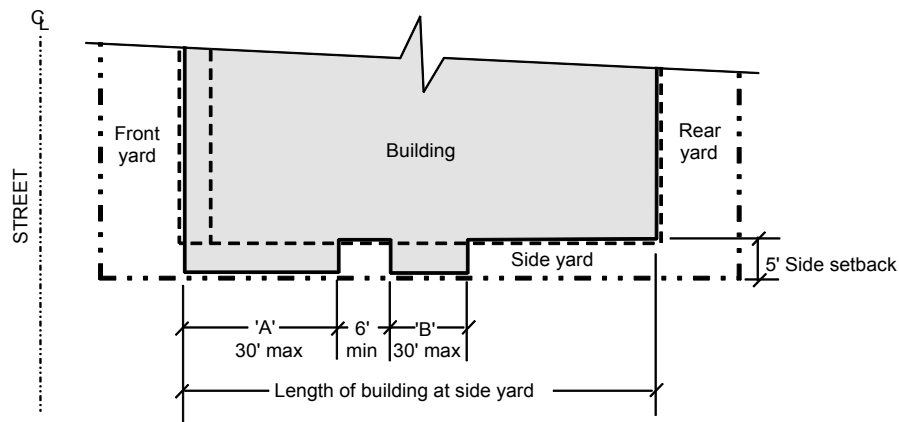 CL
STREET
Front
yard
Building
Rear
yard
Side yard
5' Side setback
'A'
30' max
6'
min
'B'
30' max
Length of building at side yard